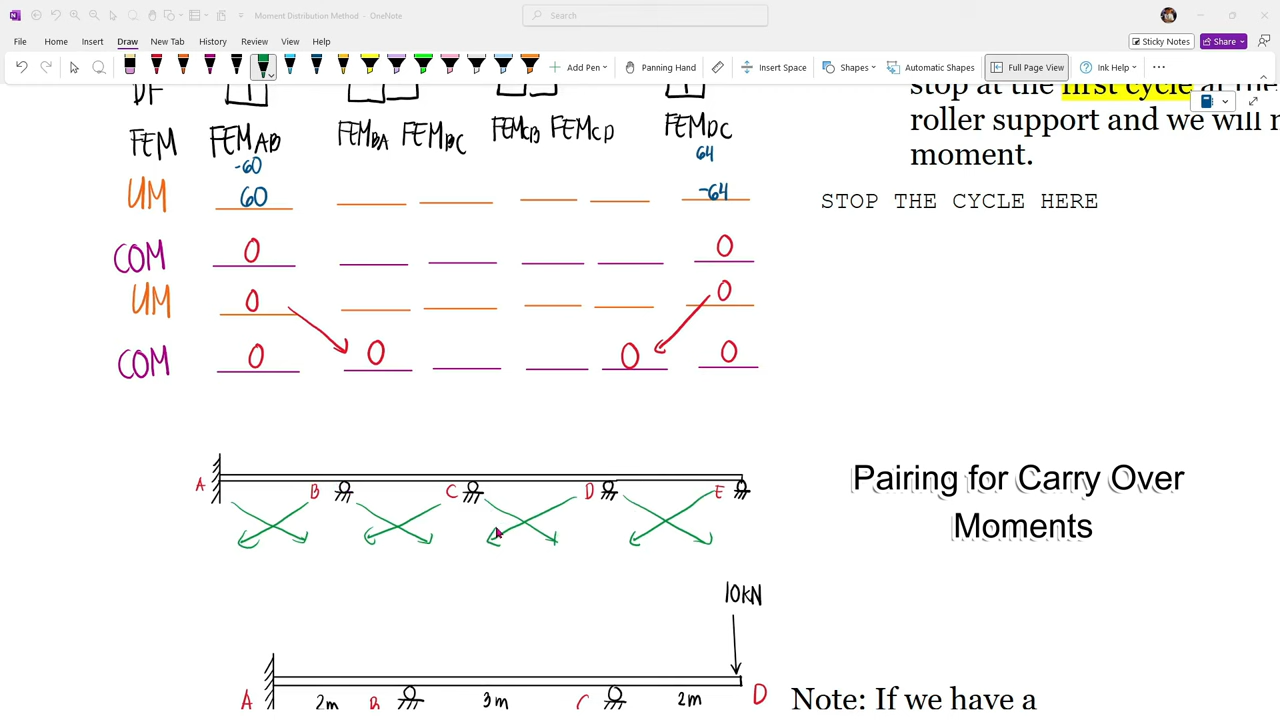 Moment Distribution Method - OneNote
Search
File Home Insert Draw New Tab History Review View Help
Sticky Notes
Share
Add Pen
Panning Hand
Insert Space
Shapes
Automatic Shapes
Full Page View
Ink Help
DF 1 1
stop at the first cycle at the
roller support and we will n
moment.
FEM FEMAB FEMBA FEMBC FEMCB FEMCD FEMDC
-60 64
UM 60 -64
STOP THE CYCLE HERE
COM 0 0
UM 0 0
COM 0 0 0 0
A B C D E
Pairing for Carry Over
Moments
10KN
A 2m B 3m C 2m D
Note: If we have a